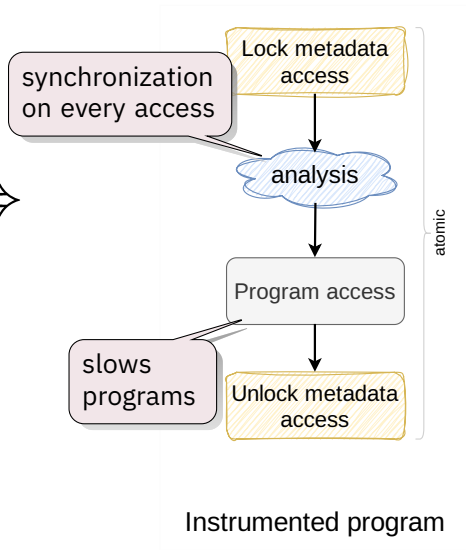 Lock metadata
access
synchronization
on every access
analysis
atomic
Program access
slows
programs
Unlock metadata
access
Instrumented program